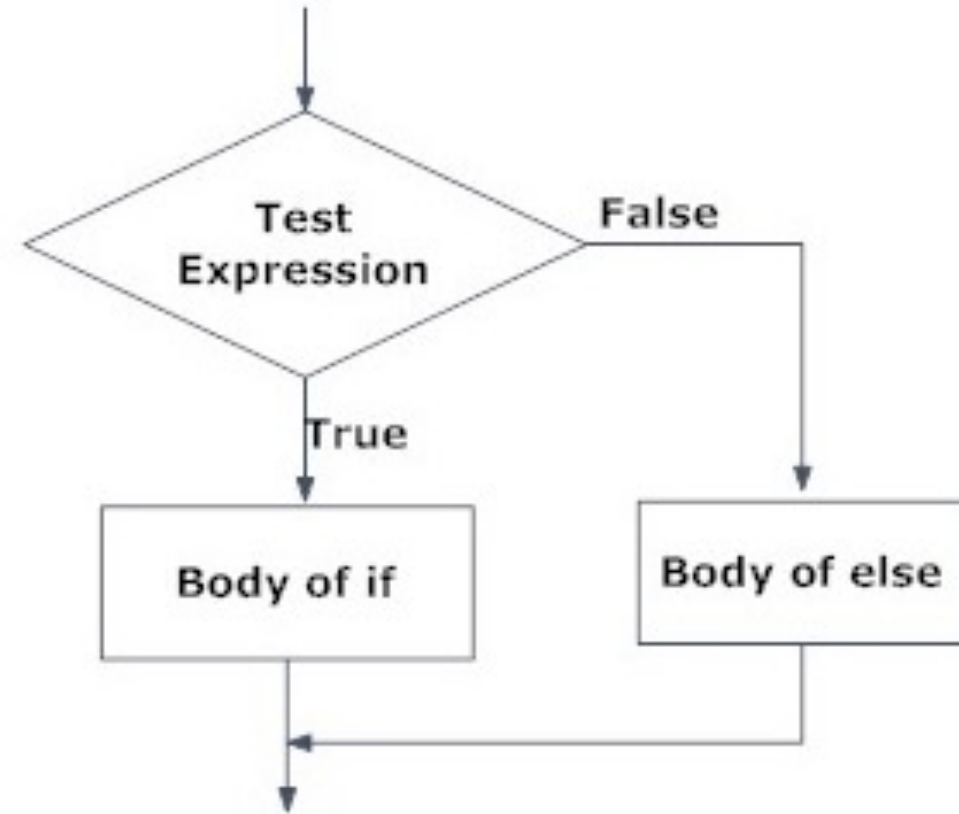 Test
Expression
False
True
Body of if
Body of else